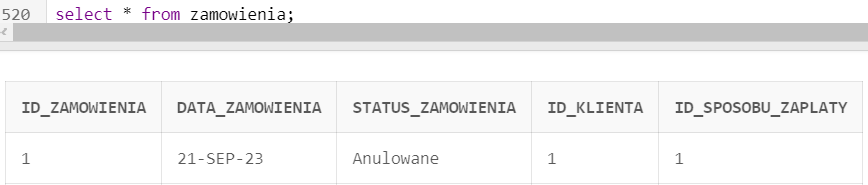 520 select * from zamowienia;
ID_ZAMOWIENIA DATA_ZAMOWIENIA STATUS_ZAMOWIENIA ID_KLIENTA ID_SPOSOBU_ZAPLATY
1 21-SEP-23 Anulowane 1 1